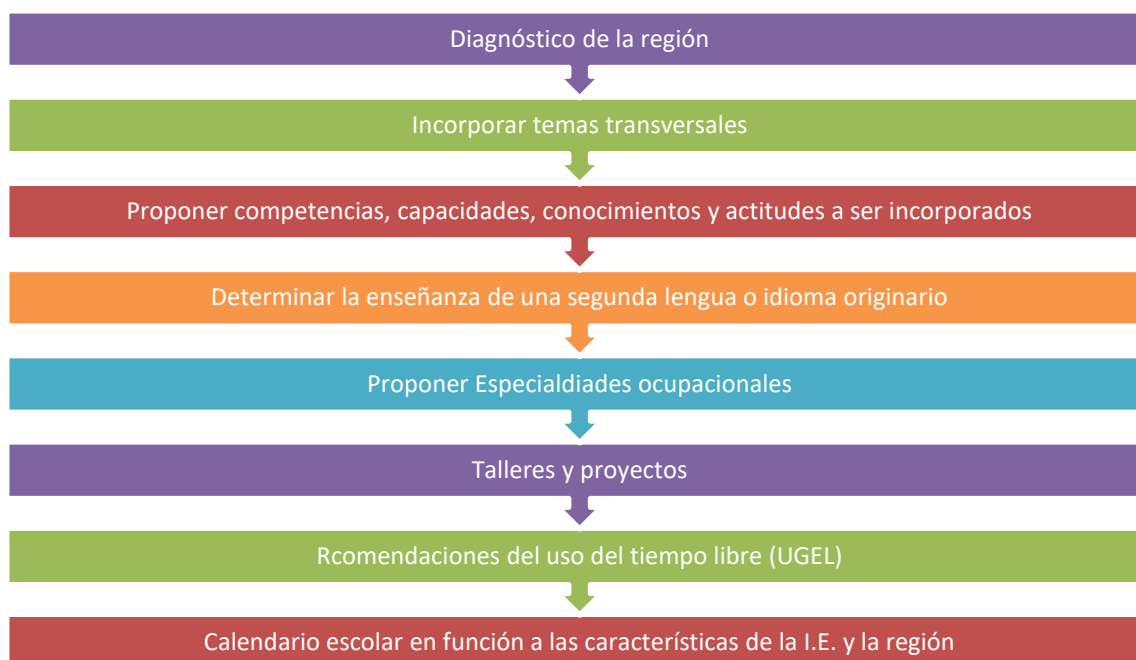 Diagnóstico de la región
Incorporar temas transversales
Proponer competencias, capacidades, conocimientos y actitudes a ser incorporados
Determinar la enseñanza de una segunda lengua o idioma originario
Proponer Especialdiades ocupacionales
Talleres y proyectos
Rcomendaciones del uso del tiempo libre (UGEL)
Calendario escolar en función a las características de la I.E. y la región